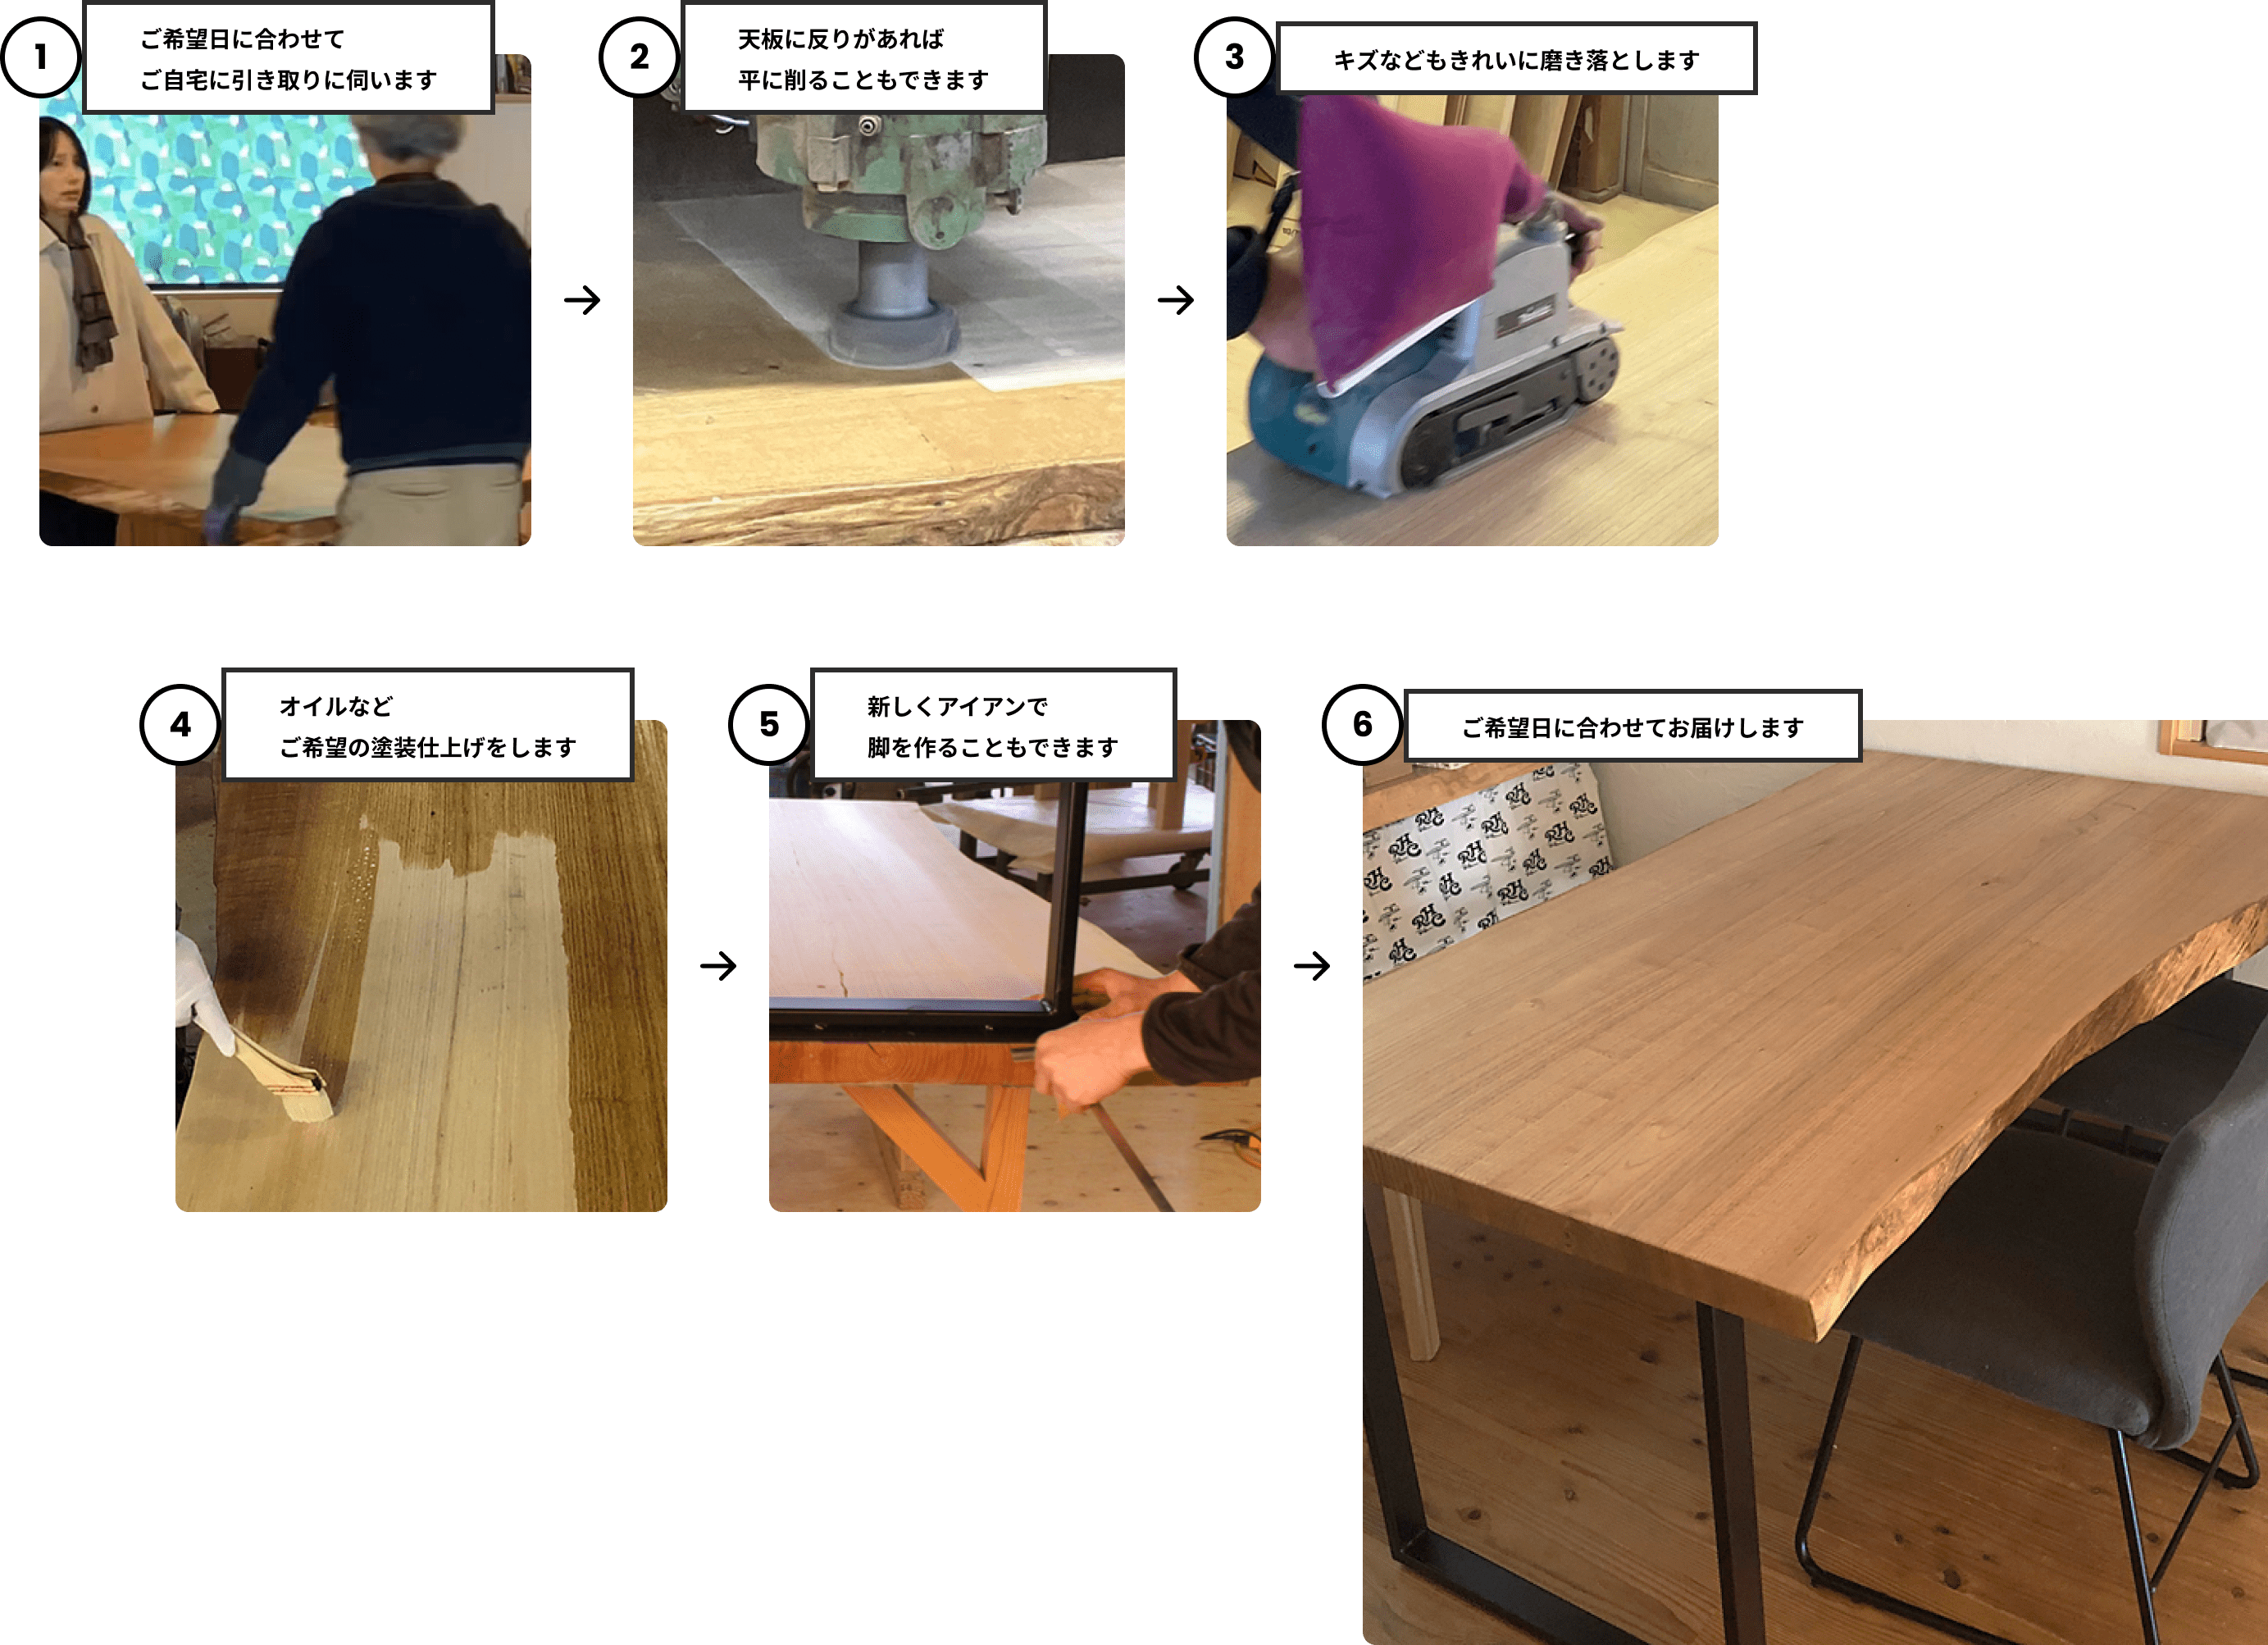 1
ご希望日に合わせて
ご自宅に引き取りに伺います
2
天板に反りがあれば
平に削ることもできます
3
キズなどもきれいに磨き落とします
4
オイルなど
ご希望の塗装仕上げをします
5
新しくアイアンで
脚を作ることもできます
6
ご希望日に合わせてお届けします